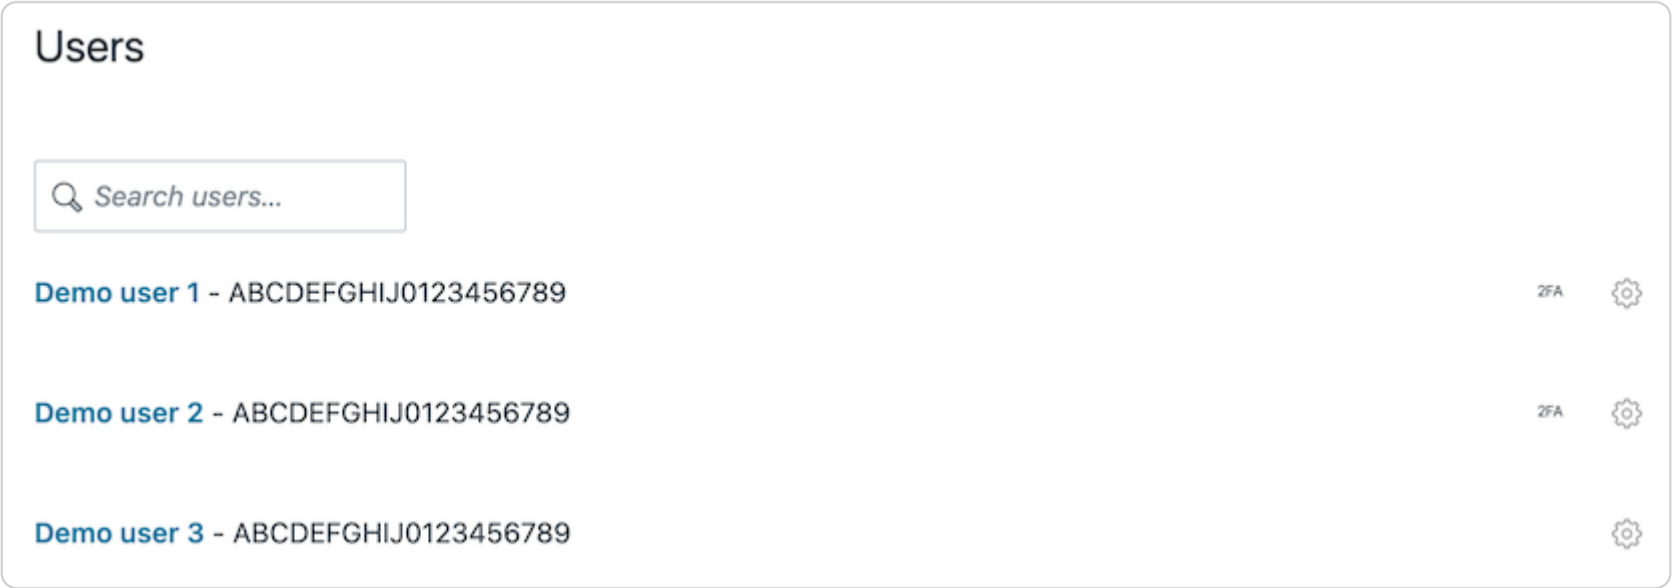 Users
Search users...
Demo user 1 - ABCDEFGHIJ0123456789 2FA
Demo user 2 - ABCDEFGHIJ0123456789 2FA
Demo user 3 - ABCDEFGHIJ0123456789